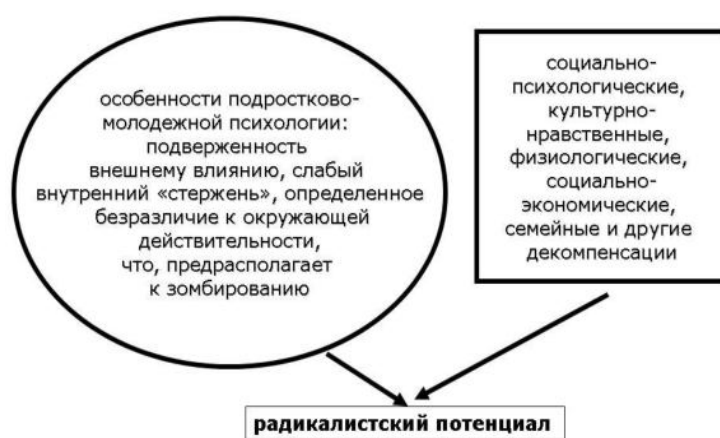 особенности подростково-
молодежной психологии:
подверженность
внешнему влиянию, слабый
внутренний «стержень», определенное
безразличие к окружающей
действительности,
что, предрасполагает
к зомбированию
социально-
психологические,
культурно-
нравственные,
физиологические,
социально-
экономические,
семейные и другие
декомпенсации
радикалистский потенциал